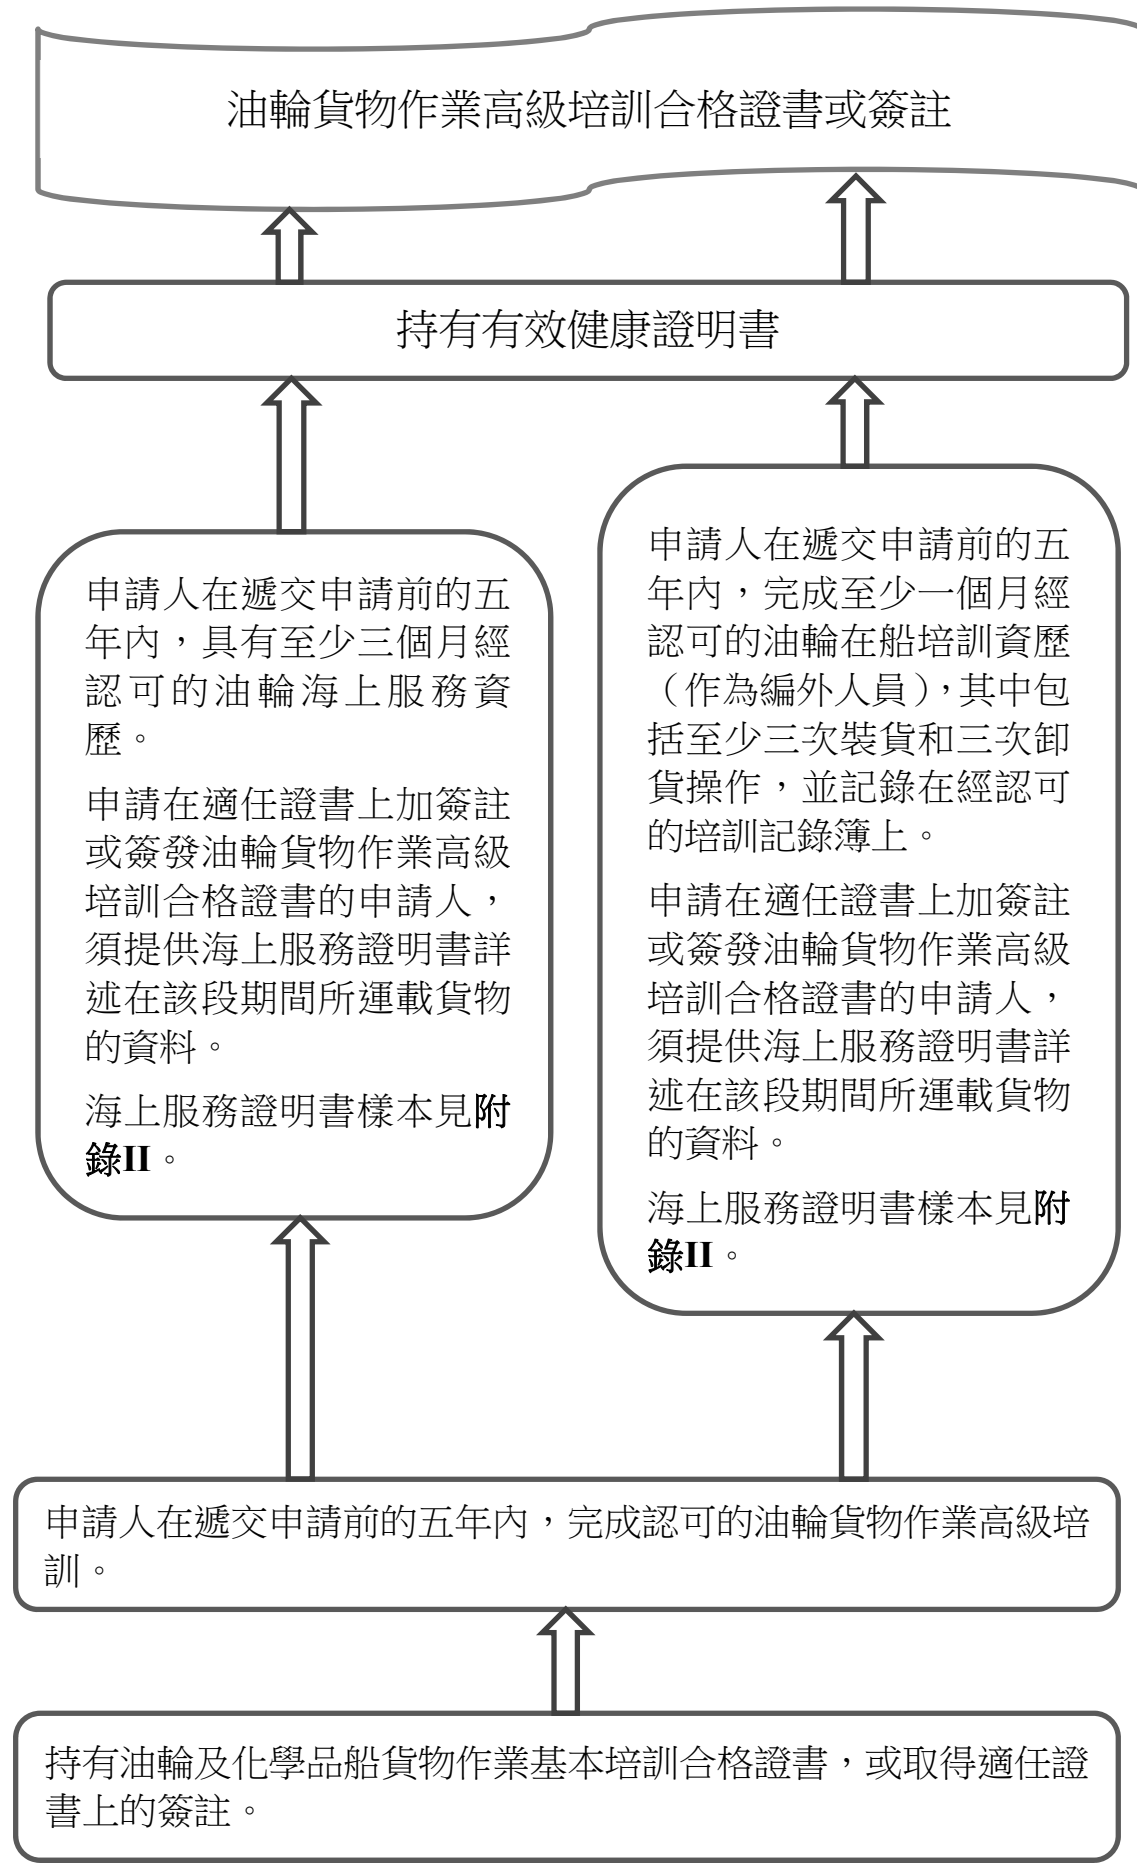 油輪貨物作業高級培訓合格證書或簽註
持有有效健康證明書
申請人在遞交申請前的五
年內，具有至少三個月經
認可的油輪海上服務資
歷。
申請在適任證書上加簽註
或簽發油輪貨物作業高級
培訓合格證書的申請人，
須提供海上服務證明書詳
述在該段期間所運載貨物
的資料。
海上服務證明書樣本見附
錄II。
申請人在遞交申請前的五
年內，完成至少一個月經
認可的油輪在船培訓資歷
（作為編外人員），其中包
括至少三次裝貨和三次卸
貨操作，並記錄在經認可
的培訓記錄簿上。
申請在適任證書上加簽註
或簽發油輪貨物作業高級
培訓合格證書的申請人，
須提供海上服務證明書詳
述在該段期間所運載貨物
的資料。
海上服務證明書樣本見附
錄II。
申請人在遞交申請前的五年內，完成認可的油輪貨物作業高級培
訓。
持有油輪及化學品船貨物作業基本培訓合格證書，或取得適任證
書上的簽註。